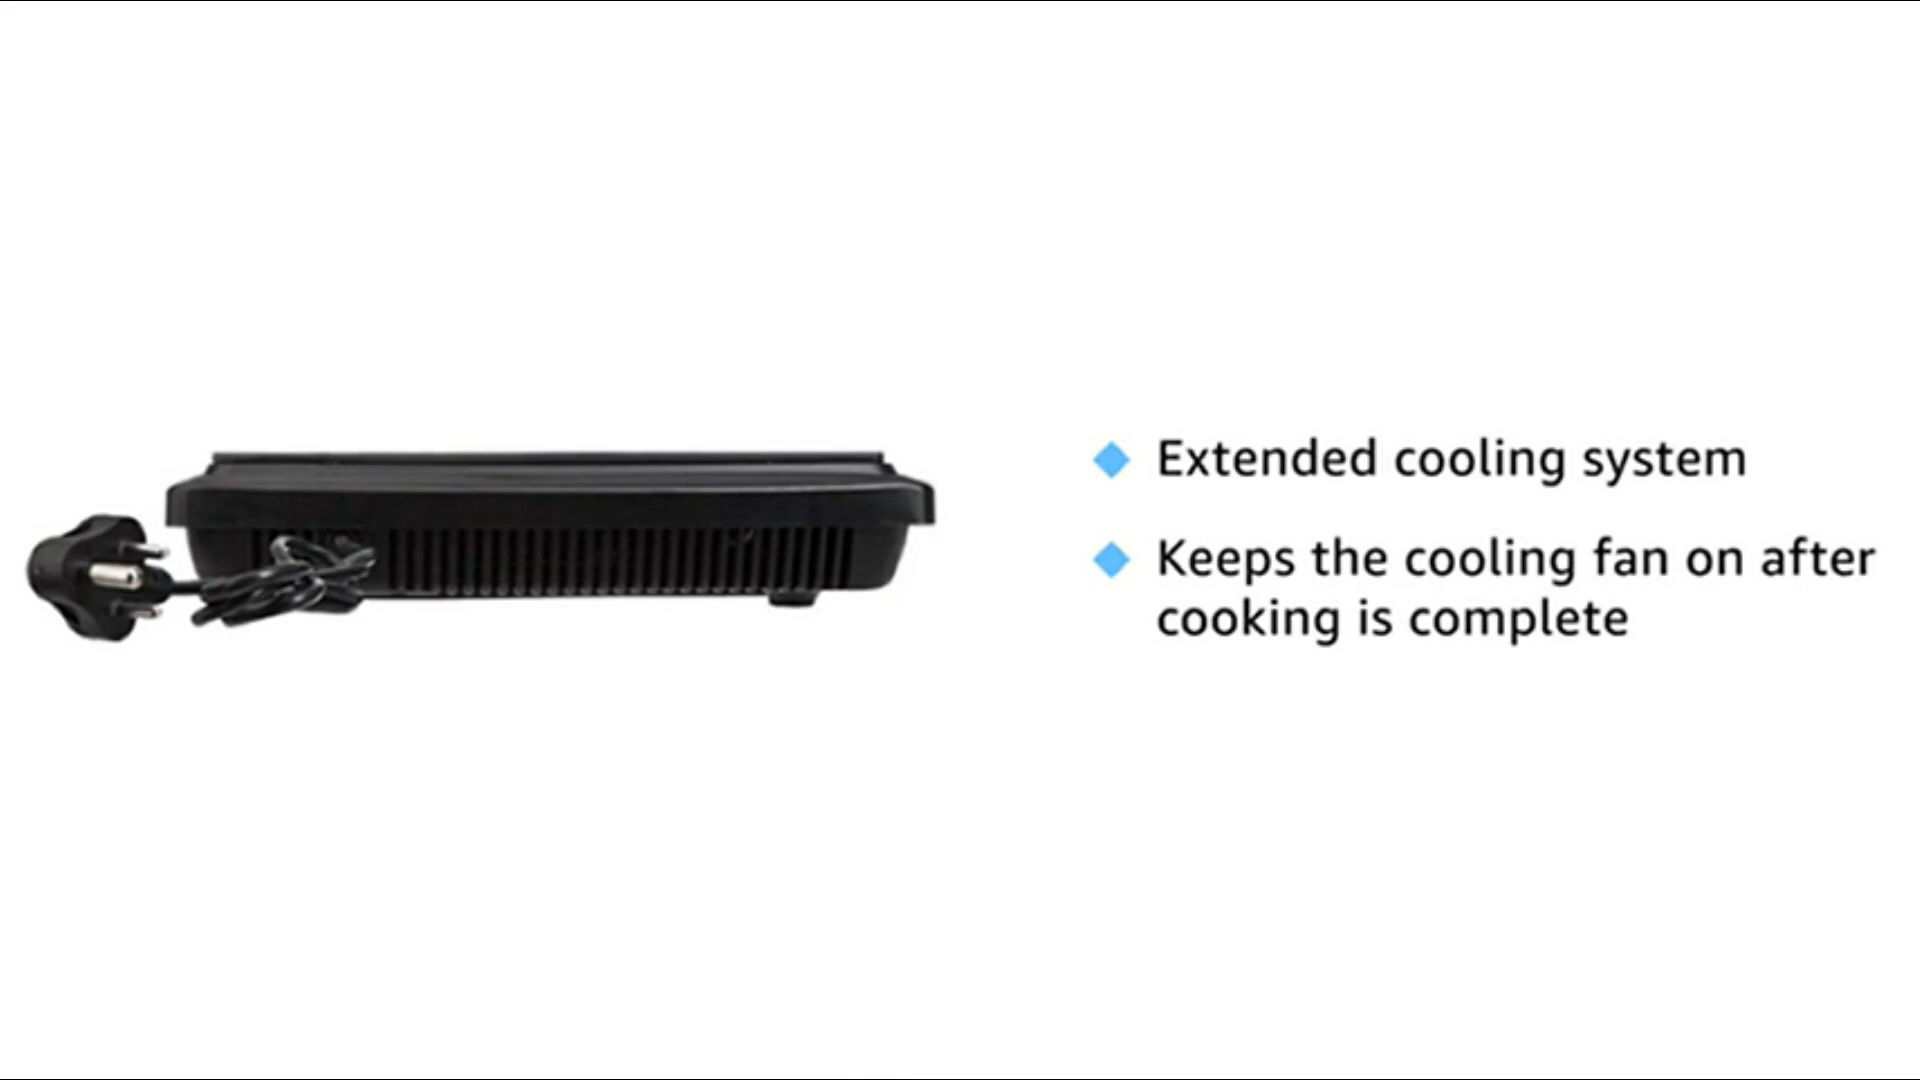 Extended cooling system
Keeps the cooling fan on after
cooking is complete